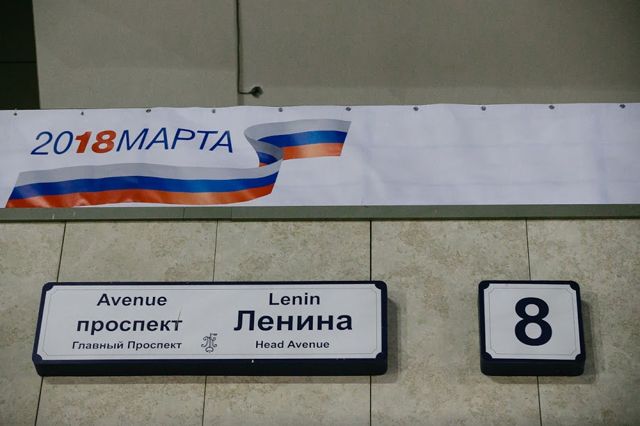 2018МАРТА
Avenue Lenin
проспект Ленина
Главный Проспект Head Avenue
8